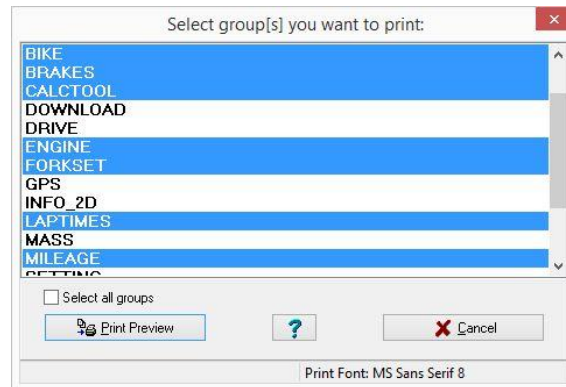 Select group[s] you want to print:
BIKE
BRAKES
CALCTOOL
DOWNLOAD
DRIVE
ENGINE
FORKSET
GPS
INFO_2D
LAPTIMES
MASS
MILEAGE
Select all groups
Print Preview
?
Cancel
Print Font: MS Sans Serif 8